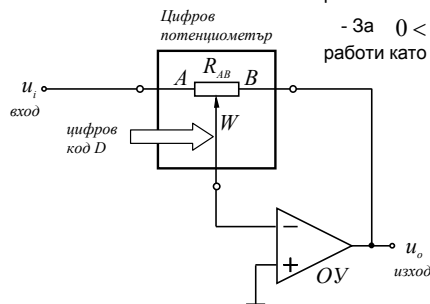 Цифров
потенциометър
- За 0 <
работи като
A R_AB B
u_i
вход
W
цифров
код D
−
+
ОУ
u_o
изход